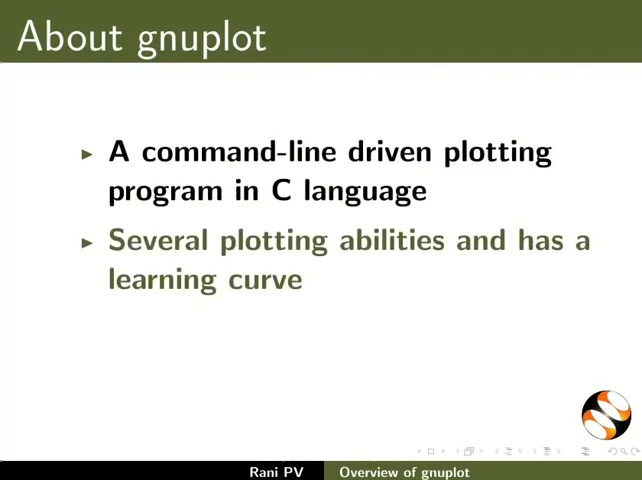 About gnuplot
A command-line driven plotting
program in C language
Several plotting abilities and has a
learning curve
Rani PV
Overview of gnuplot